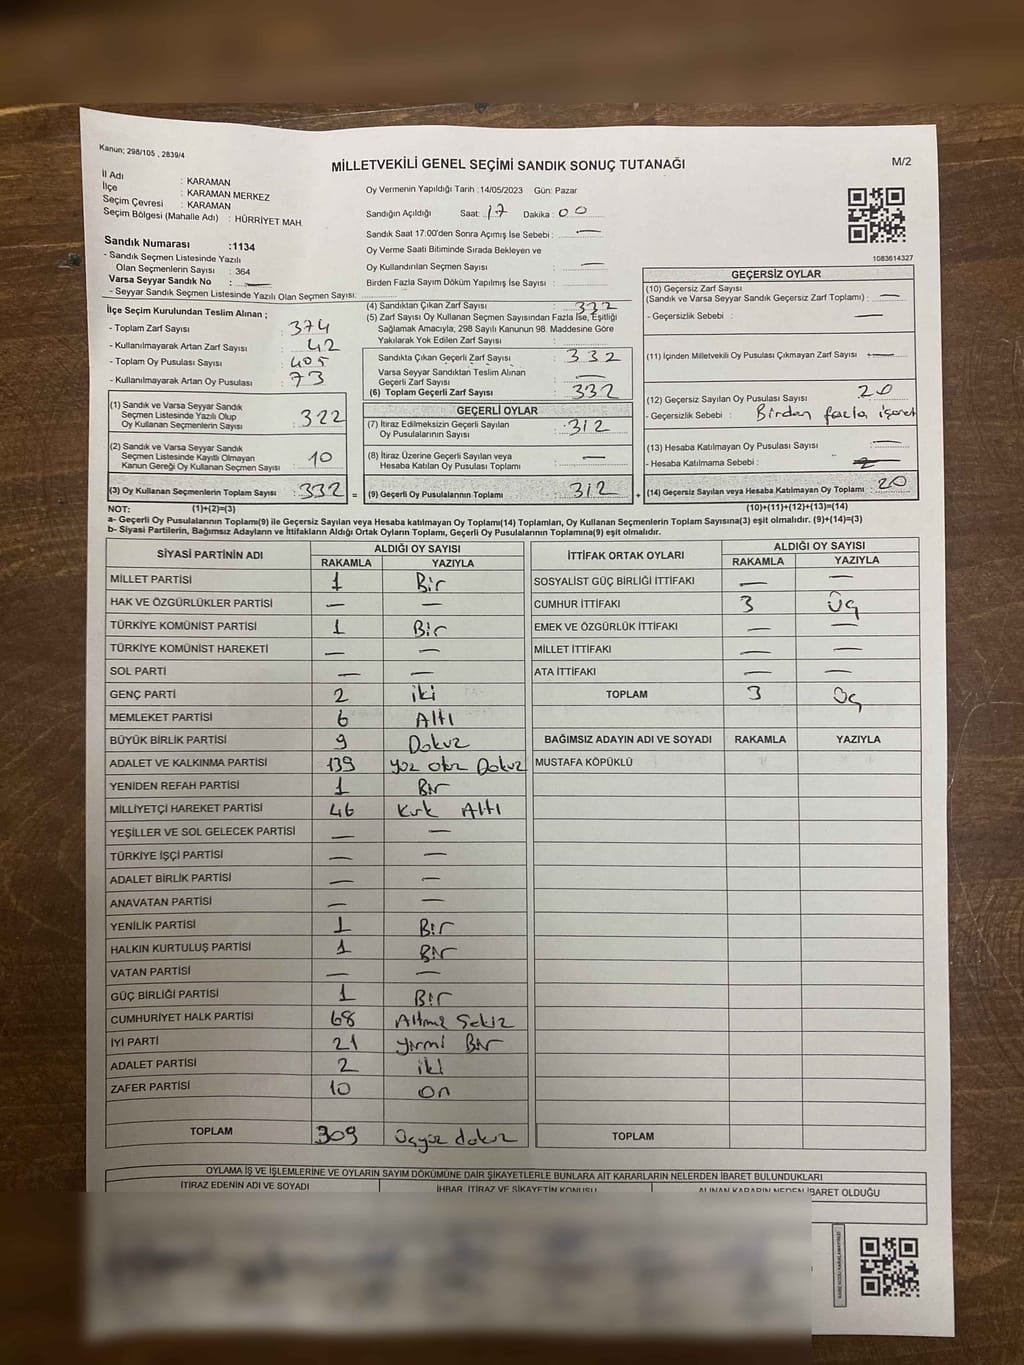 Kanun; 298/105 , 2839/4
MİLLETVEKİLİ GENEL SEÇİMİ SANDIK SONUÇ TUTANAĞI
M/2
İl Adı : KARAMAN
İlçe : KARAMAN MERKEZ
Seçim Çevresi : KARAMAN
Seçim Bölgesi (Mahalle Adı) : HÜRRİYET MAH.
Sandık Numarası :1134
- Sandık Seçmen Listesinde Yazılı
Olan Seçmenlerin Sayısı : 364
Varsa Seyyar Sandık No : —
- Seyyar Sandık Seçmen Listesinde Yazılı Olan Seçmen Sayısı:
Oy Vermenin Yapıldığı Tarih :14/05/2023 Gün: Pazar
Sandığın Açıldığı Saat: 17 Dakika : 00
Sandık Saat 17.00'den Sonra Açımış İse Sebebi : —
Oy Verme Saati Bitiminde Sırada Bekleyen ve
Oy Kullandırılan Seçmen Sayısı : —
Birden Fazla Sayım Dökümü Yapılmış İse Sayısı : —
1083614327
İlçe Seçim Kurulundan Teslim Alınan ;
- Toplam Zarf Sayısı : 374
- Kullanılmayarak Artan Zarf Sayısı : 42
- Toplam Oy Pusulası Sayısı : 405
- Kullanılmayarak Artan Oy Pusulası : 73
(1) Sandık ve Varsa Seyyar Sandık
Seçmen Listesinde Yazılı Olup
Oy Kullanan Seçmenlerin Sayısı : 322
(2) Sandık ve Varsa Seyyar Sandık
Seçmen Listesinde Kayıtlı Olmayan
Kanun Gereği Oy Kullanan Seçmen Sayısı : 10
(3) Oy Kullanan Seçmenlerin Toplam Sayısı : 332 =
(4) Sandıktan Çıkan Zarf Sayısı : 332
(5) Zarf Sayısı Oy Kullanan Seçmen Sayısından Fazla İse, Eşitliği
Sağlamak Amacıyla, 298 Sayılı Kanunun 98. Maddesine Göre
Yakılarak Yok Edilen Zarf Sayısı :
Sandıkta Çıkan Geçerli Zarf Sayısı : 332
Varsa Seyyar Sandıktan Teslim Alınan
Geçerli Zarf Sayısı : —
(6) Toplam Geçerli Zarf Sayısı : 332
GEÇERLİ OYLAR
(7) İtiraz Edilmeksizin Geçerli Sayılan
Oy Pusulalarının Sayısı : 312
(8) İtiraz Üzerine Geçerli Sayılan veya
Hesaba Katılan Oy Pusulası Toplamı : —
(9) Geçerli Oy Pusulalarının Toplamı : 312 +
GEÇERSİZ OYLAR
(10) Geçersiz Zarf Sayısı
(Sandık ve Varsa Seyyar Sandık Geçersiz Zarf Toplamı) : —
- Geçersizlik Sebebi : —
(11) İçinden Milletvekili Oy Pusulası Çıkmayan Zarf Sayısı : —
(12) Geçersiz Sayılan Oy Pusulası Sayısı : 20
- Geçersizlik Sebebi : Birden fazla işaret
(13) Hesaba Katılmayan Oy Pusulası Sayısı : —
- Hesaba Katılmama Sebebi :
(14) Geçersiz Sayılan veya Hesaba Katılmayan Oy Toplamı : 20
NOT: (1)+(2)=(3) (10)+(11)+(12)+(13)=(14)
a- Geçerli Oy Pusulalarının Toplamı(9) ile Geçersiz Sayılan veya Hesaba katılmayan Oy Toplamı(14) Toplamları, Oy Kullanan Seçmenlerin Toplam Sayısına(3) eşit olmalıdır. (9)+(14)=(3)
b- Siyasi Partilerin, Bağımsız Adayların ve İttifakların Aldığı Ortak Oyların Toplamı, Geçerli Oy Pusulalarının Toplamına(9) eşit olmalıdır.
SİYASİ PARTİNİN ADI ALDIĞI OY SAYISI
RAKAMLA YAZIYLA
MİLLET PARTİSİ 1 Bir
HAK VE ÖZGÜRLÜKLER PARTİSİ — —
TÜRKİYE KOMÜNİST PARTİSİ 1 Bir
TÜRKİYE KOMÜNİST HAREKETİ — —
SOL PARTİ — —
GENÇ PARTİ 2 iki
MEMLEKET PARTİSİ 6 Altı
BÜYÜK BİRLİK PARTİSİ 9 Dokuz
ADALET VE KALKINMA PARTİSİ 139 yüz otuz Dokuz
YENİDEN REFAH PARTİSİ 1 Bir
MİLLİYETÇİ HAREKET PARTİSİ 46 Kırk Altı
YEŞİLLER VE SOL GELECEK PARTİSİ — —
TÜRKİYE İŞÇİ PARTİSİ — —
ADALET BİRLİK PARTİSİ — —
ANAVATAN PARTİSİ — —
YENİLİK PARTİSİ 1 Bir
HALKIN KURTULUŞ PARTİSİ 1 Bir
VATAN PARTİSİ — —
GÜÇ BİRLİĞİ PARTİSİ 1 Bir
CUMHURİYET HALK PARTİSİ 68 Altmış Sekiz
İYİ PARTİ 21 yirmi Bir
ADALET PARTİSİ 2 iki
ZAFER PARTİSİ 10 on
TOPLAM 309 Üçyüz dokuz
İTTİFAK ORTAK OYLARI ALDIĞI OY SAYISI
RAKAMLA YAZIYLA
SOSYALİST GÜÇ BİRLİĞİ İTTİFAKI — —
CUMHUR İTTİFAKI 3 Üç
EMEK VE ÖZGÜRLÜK İTTİFAKI — —
MİLLET İTTİFAKI — —
ATA İTTİFAKI — —
TOPLAM 3 Üç
BAĞIMSIZ ADAYIN ADI VE SOYADI RAKAMLA YAZIYLA
MUSTAFA KÖPÜKLÜ
TOPLAM
OYLAMA İŞ VE İŞLEMLERİNE VE OYLARIN SAYIM DÖKÜMÜNE DAİR ŞİKAYETLERLE BUNLARA AİT KARARLARIN NELERDEN İBARET BULUNDUKLARI
İTİRAZ EDENİN ADI VE SOYADI İHBAR, İTİRAZ VE ŞİKAYETİN KONUSU ALINAN KARARIN NEDEN İBARET OLDUĞU